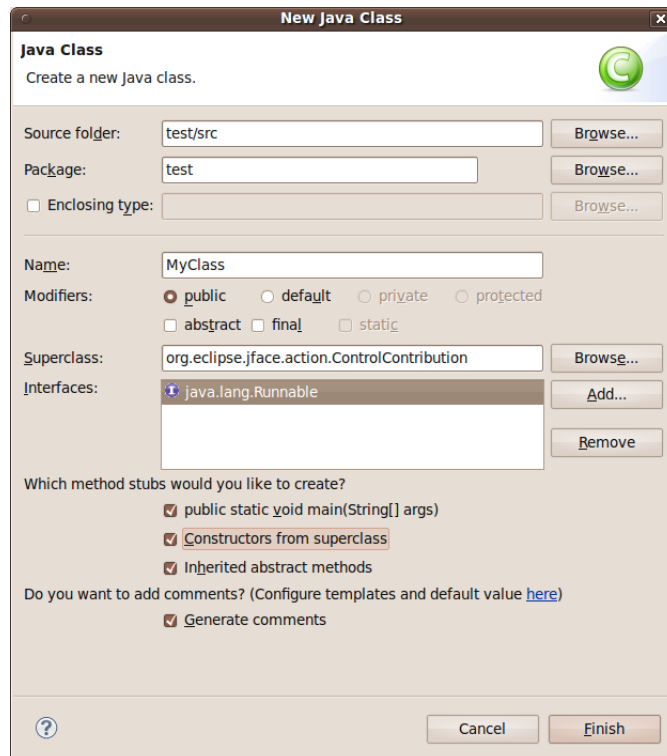 New Java Class
Java Class
Create a new Java class.
Source folder: test/src Browse...
Package: test Browse...
Enclosing type: Browse...
Name: MyClass
Modifiers: public default private protected
abstract final static
Superclass: org.eclipse.jface.action.ControlContribution Browse...
Interfaces: java.lang.Runnable Add...
Remove
Which method stubs would you like to create?
public static void main(String[] args)
Constructors from superclass
Inherited abstract methods
Do you want to add comments? (Configure templates and default value here)
Generate comments
Cancel Finish